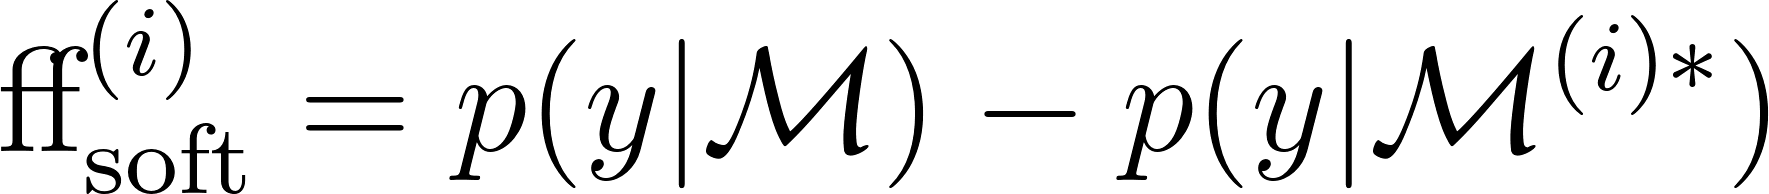 ff_soft^(i) = p(y|ℳ) − p(y|ℳ^(i)*)